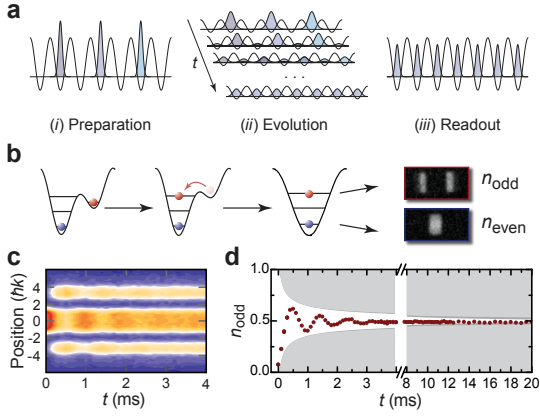 a
t
. . .
(i) Preparation
(ii) Evolution
(iii) Readout
b
n_odd
n_even
c
Position (ħk)
4
2
0
-2
-4
0 1 2 3 4
t (ms)
d
n_odd
1.0
0.5
0
0 1 2 3 8 10 12 14 16 18 20
t (ms)